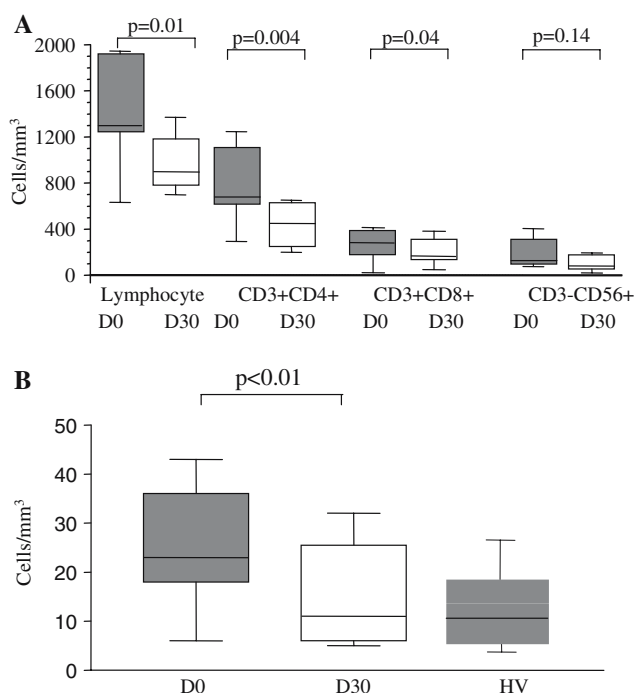 A
p=0.01 p=0.004 p=0.04 p=0.14
Cells/mm³
2000
1600
1200
800
400
0
Lymphocyte CD3+CD4+ CD3+CD8+ CD3-CD56+
D0 D30 D0 D30 D0 D30 D0 D30
B
p<0.01
Cells/mm³
50
40
30
20
10
0
D0 D30 HV